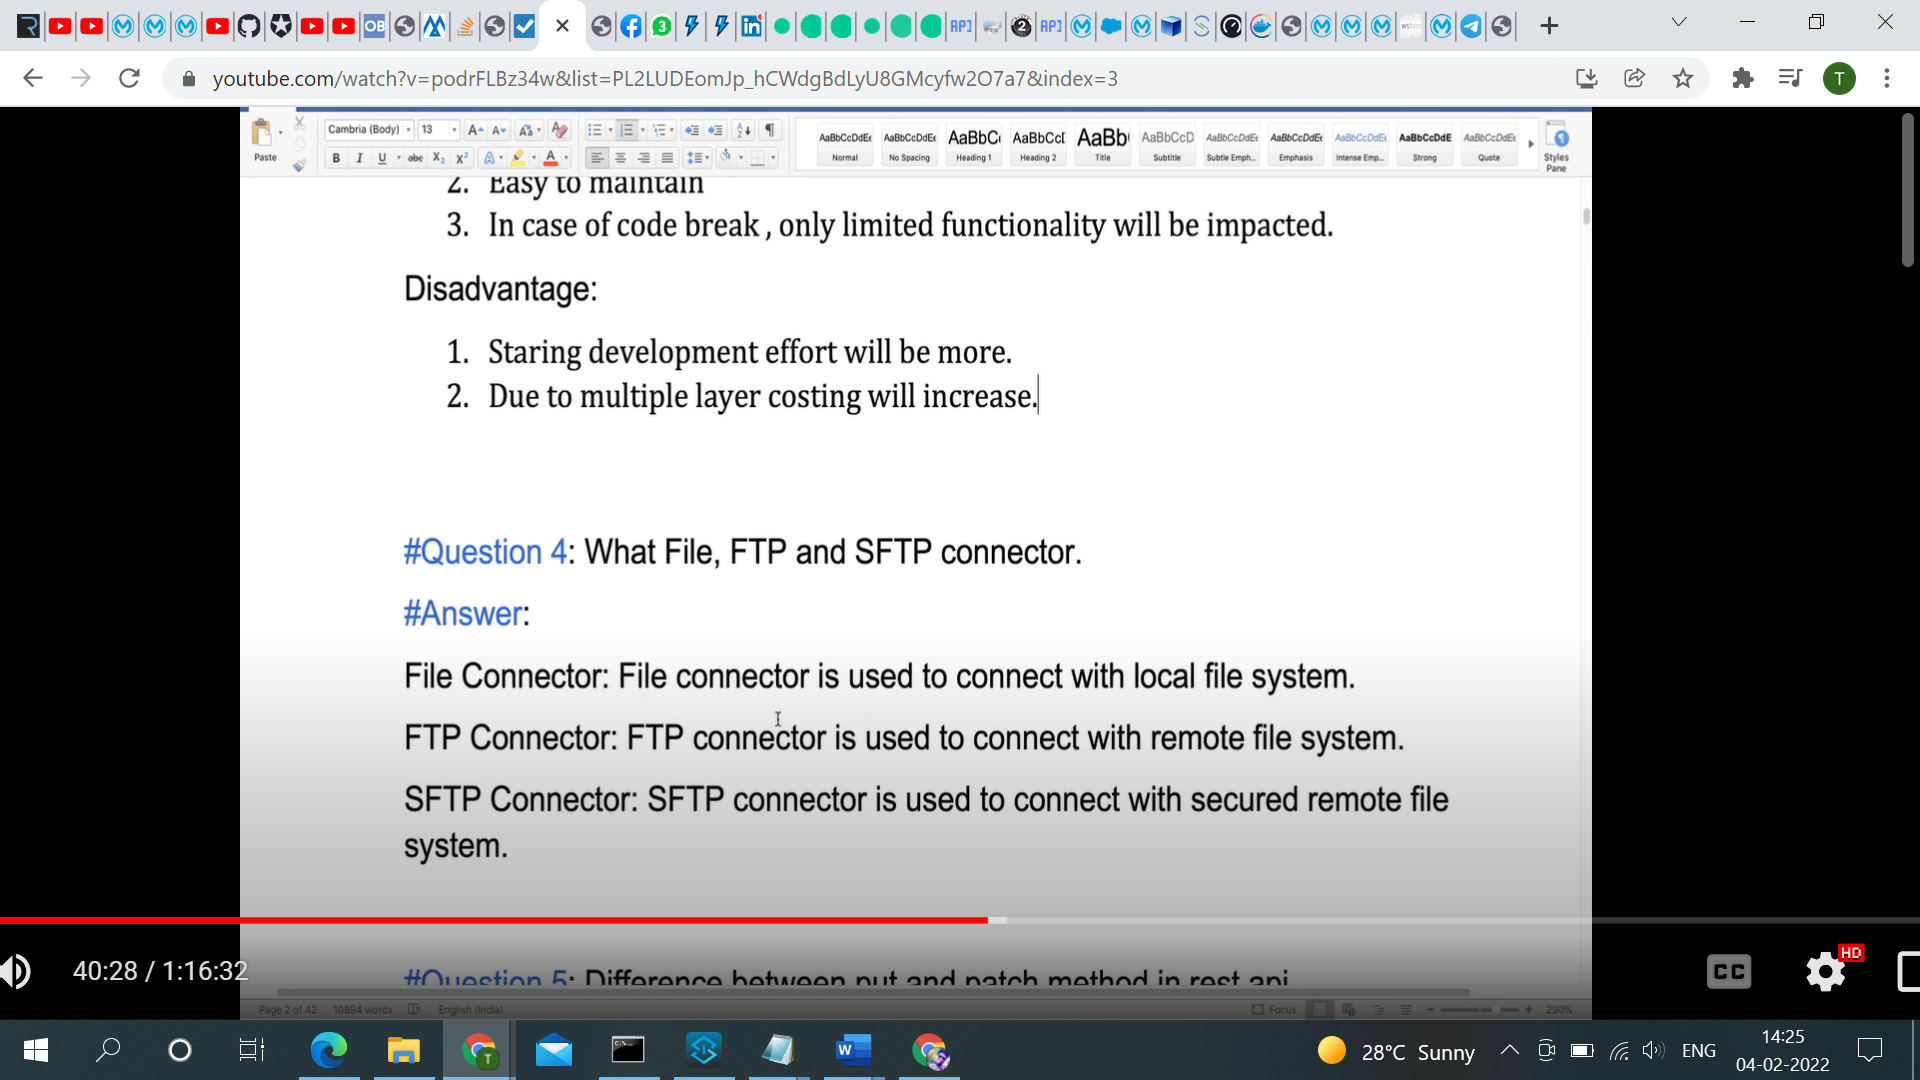 youtube.com/watch?v=podrFLBz34w&list=PL2LUDEomJp_hCWdgBdLyU8GMcyfw2O7a7&index=3
T
Paste
Cambria (Body) 13
AaBbCcDdEe AaBbCcDdEe AaBbC AaBbCcD AaBb AaBbCcD AaBbCcDdEe AaBbCcDdEe AaBbCcDdEe AaBbCcDdE AaBbCcDdEe
Normal No Spacing Heading 1 Heading 2 Title Subtitle Subtle Emph... Emphasis Intense Emp... Strong Quote
Styles Pane
2. Easy to maintain
3. In case of code break , only limited functionality will be impacted.
Disadvantage:
1. Staring development effort will be more.
2. Due to multiple layer costing will increase.
#Question 4: What File, FTP and SFTP connector.
#Answer:
File Connector: File connector is used to connect with local file system.
FTP Connector: FTP connector is used to connect with remote file system.
SFTP Connector: SFTP connector is used to connect with secured remote file
system.
#Question 5: Difference between put and patch method in rest api
40:28 / 1:16:32
CC
HD
Page 2 of 42 10894 words English (India)
Focus 290%
28°C Sunny
ENG
14:25
04-02-2022